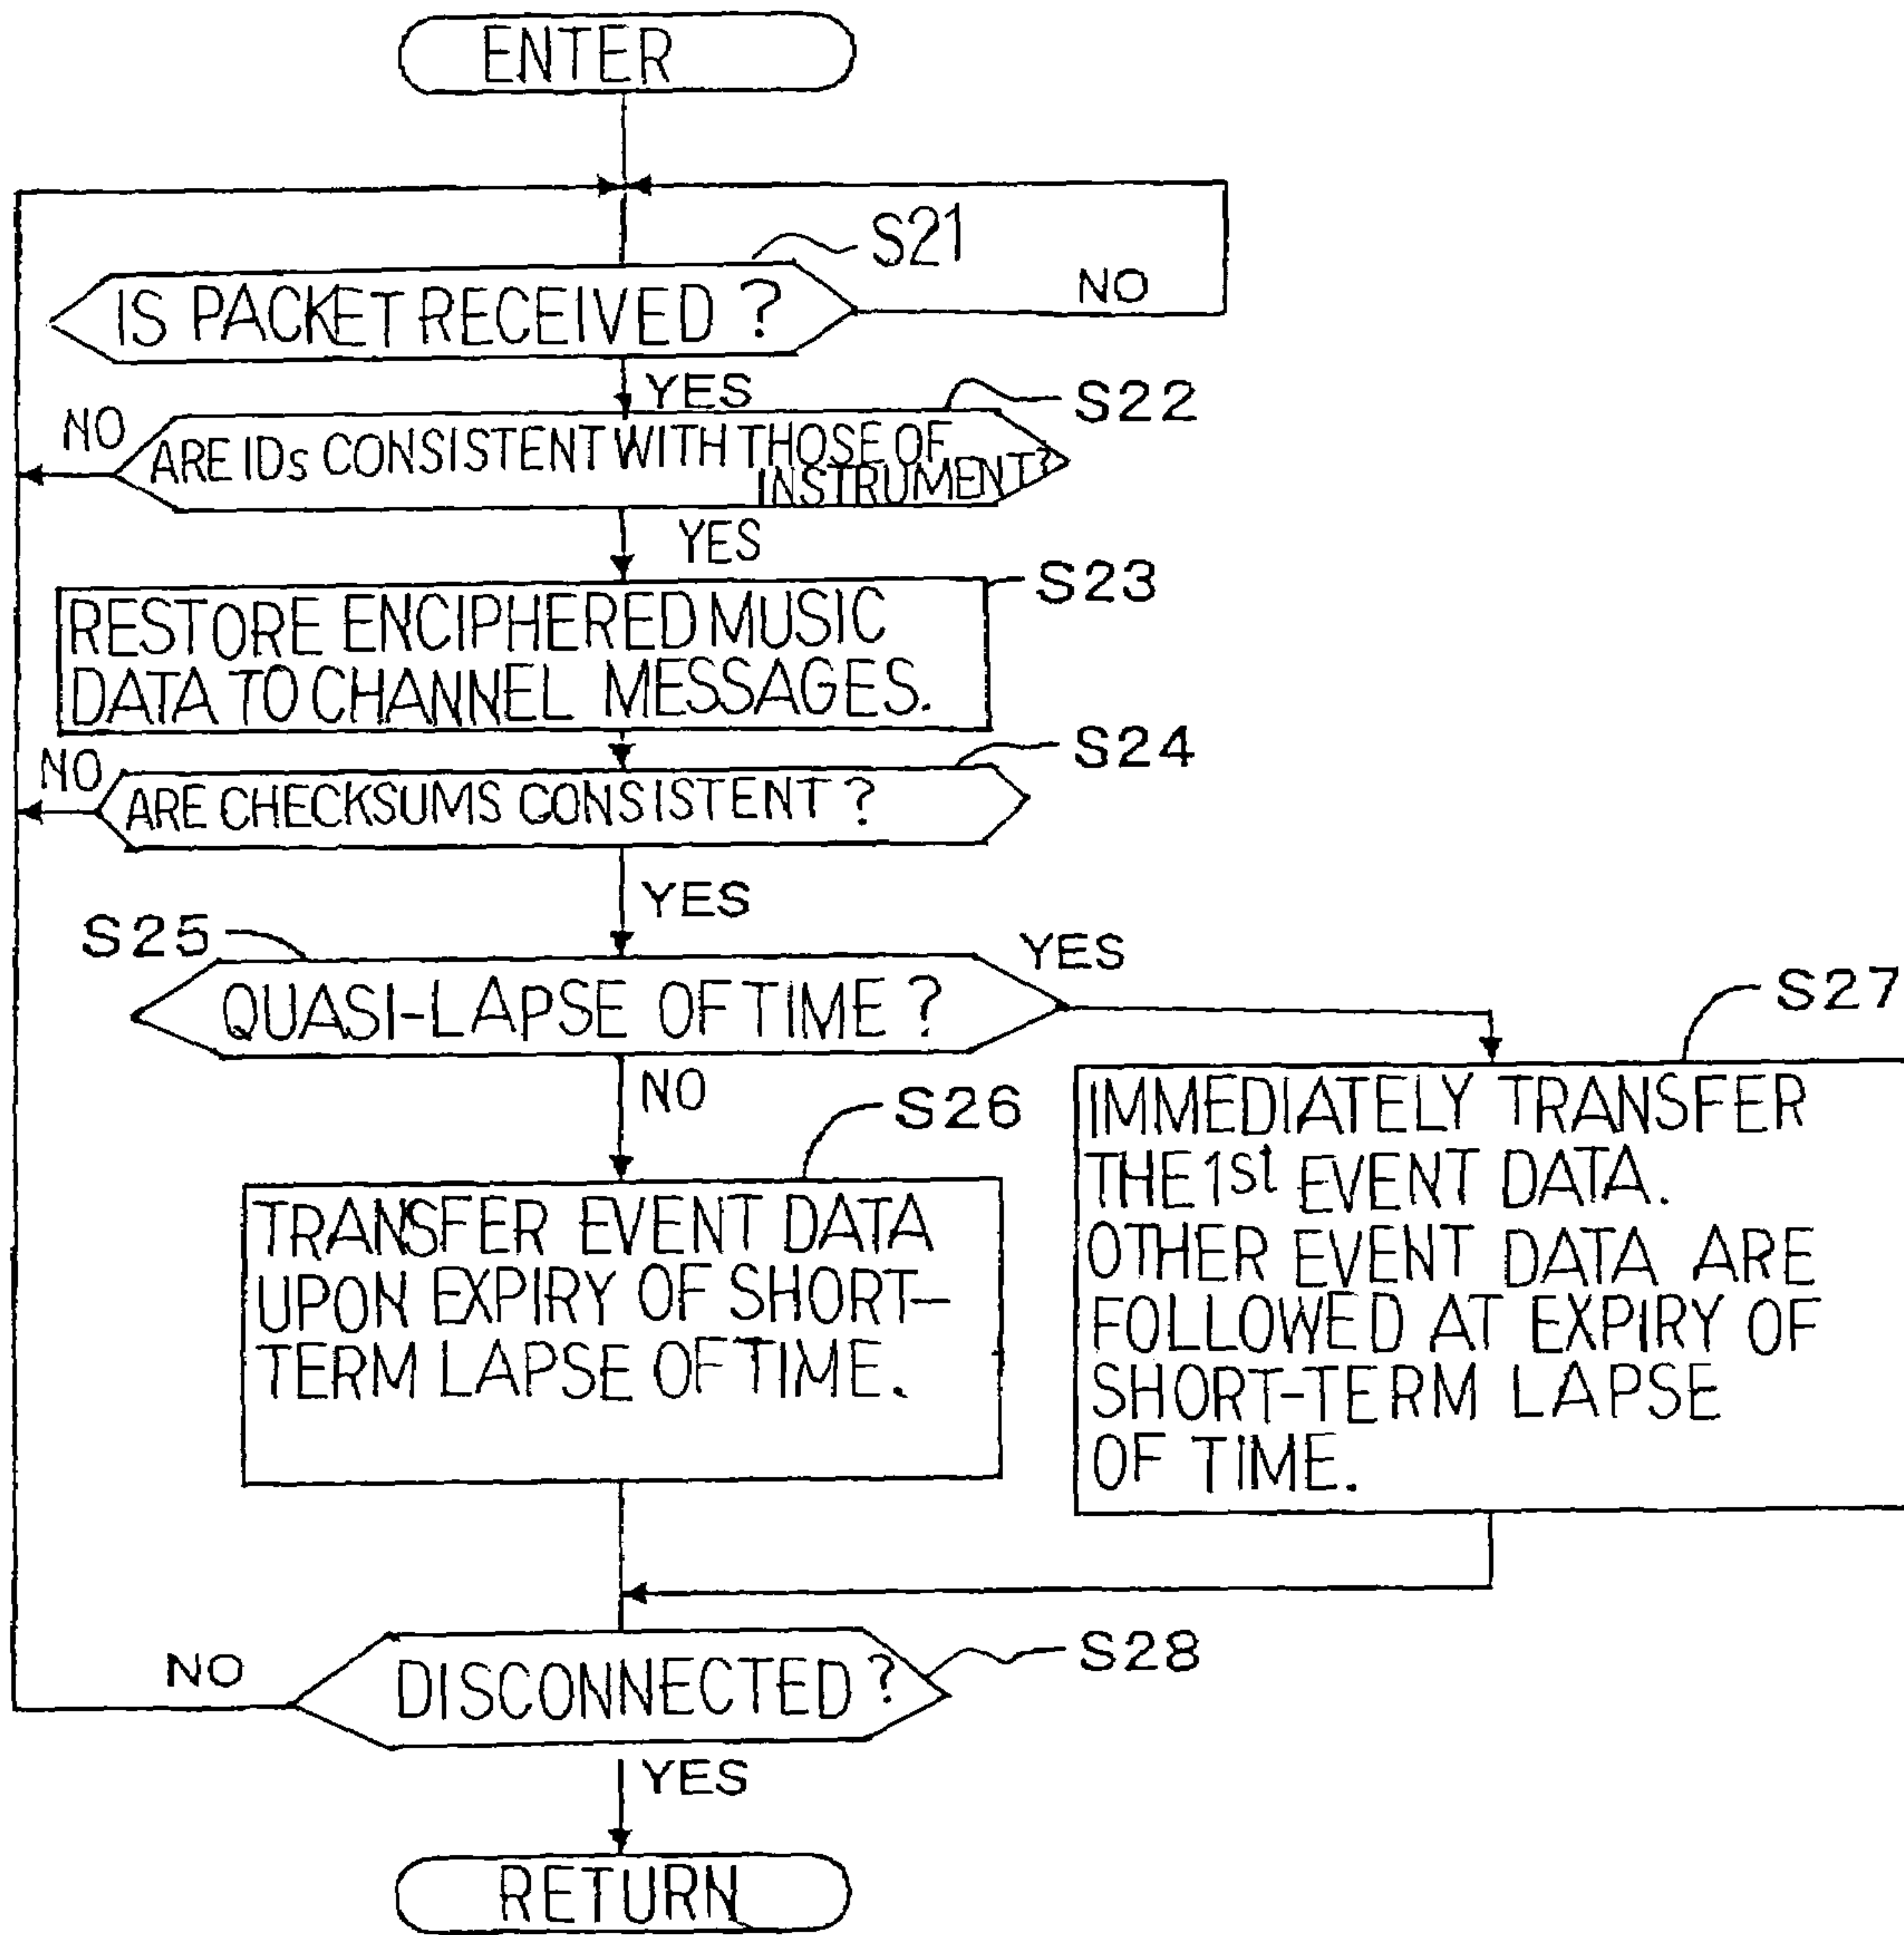 ENTER
S21
IS PACKET RECEIVED ?
NO
YES
S22
NO
ARE IDs CONSISTENT WITH THOSE OF
INSTRUMENT?
YES
S23
RESTORE ENCIPHERED MUSIC
DATA TO CHANNEL MESSAGES.
S24
NO
ARE CHECKSUMS CONSISTENT ?
YES
S25
YES
QUASI-LAPSE OF TIME ?
S27
NO
S26
TRANSFER EVENT DATA
UPON EXPIRY OF SHORT-
TERM LAPSE OF TIME.
IMMEDIATELY TRANSFER
THE 1st EVENT DATA.
OTHER EVENT DATA ARE
FOLLOWED AT EXPIRY OF
SHORT-TERM LAPSE
OF TIME.
NO
DISCONNECTED ?
S28
YES
RETURN